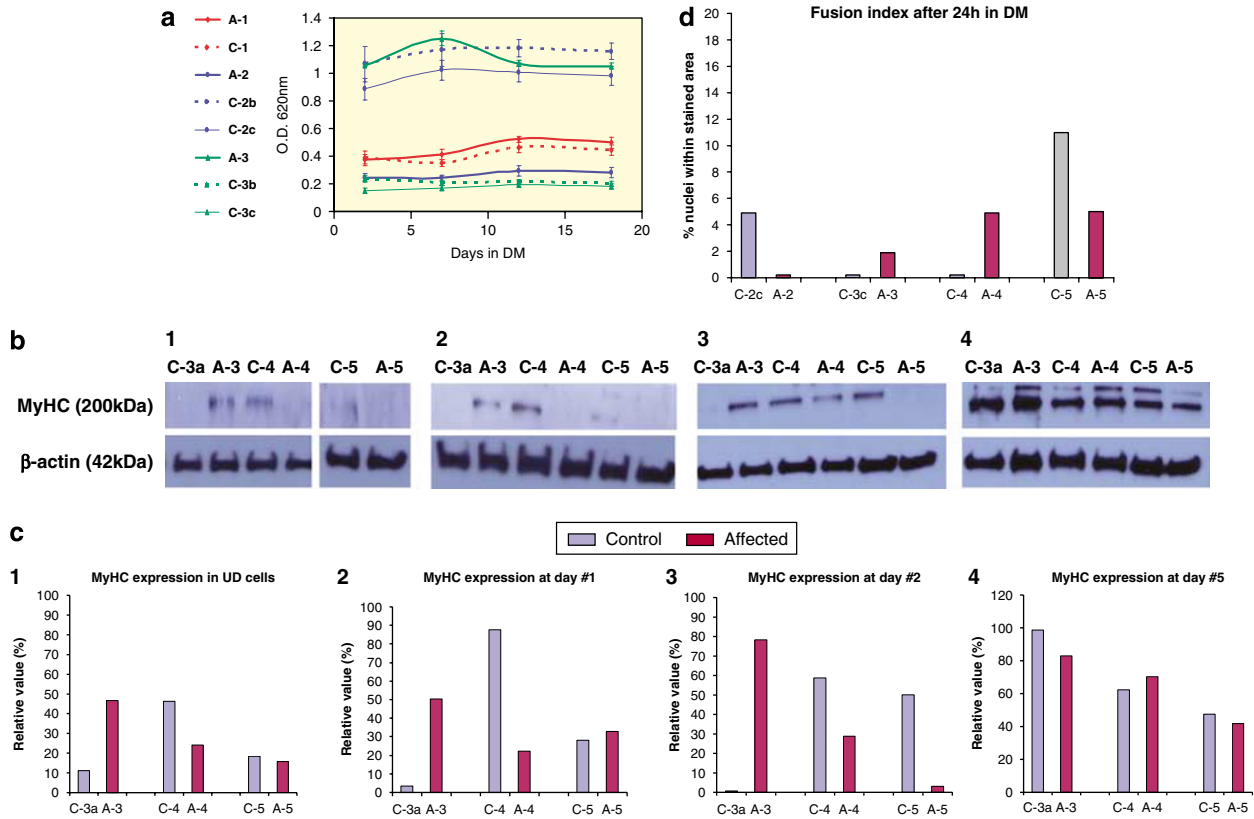 a
A-1
C-1
A-2
C-2b
C-2c
A-3
C-3b
C-3c
O.D. 620nm
1.4
1.2
1
0.8
0.6
0.4
0.2
0
0 5 10 15 20
Days in DM
d
Fusion index after 24h in DM
% nuclei within stained area
20
18
16
14
12
10
8
6
4
2
0
C-2c A-2 C-3c A-3 C-4 A-4 C-5 A-5
b
1
C-3a A-3 C-4 A-4 C-5 A-5
2
C-3a A-3 C-4 A-4 C-5 A-5
3
C-3a A-3 C-4 A-4 C-5 A-5
4
C-3a A-3 C-4 A-4 C-5 A-5
MyHC (200kDa)
β-actin (42kDa)
c
Control Affected
1
MyHC expression in UD cells
Relative value (%)
100
90
80
70
60
50
40
30
20
10
0
C-3a A-3 C-4 A-4 C-5 A-5
2
MyHC expression at day #1
Relative value (%)
100
90
80
70
60
50
40
30
20
10
0
C-3a A-3 C-4 A-4 C-5 A-5
3
MyHC expression at day #2
Relative value (%)
100
90
80
70
60
50
40
30
20
10
0
C-3a A-3 C-4 A-4 C-5 A-5
4
MyHC expression at day #5
Relative value (%)
120
100
80
60
40
20
0
C-3a A-3 C-4 A-4 C-5 A-5